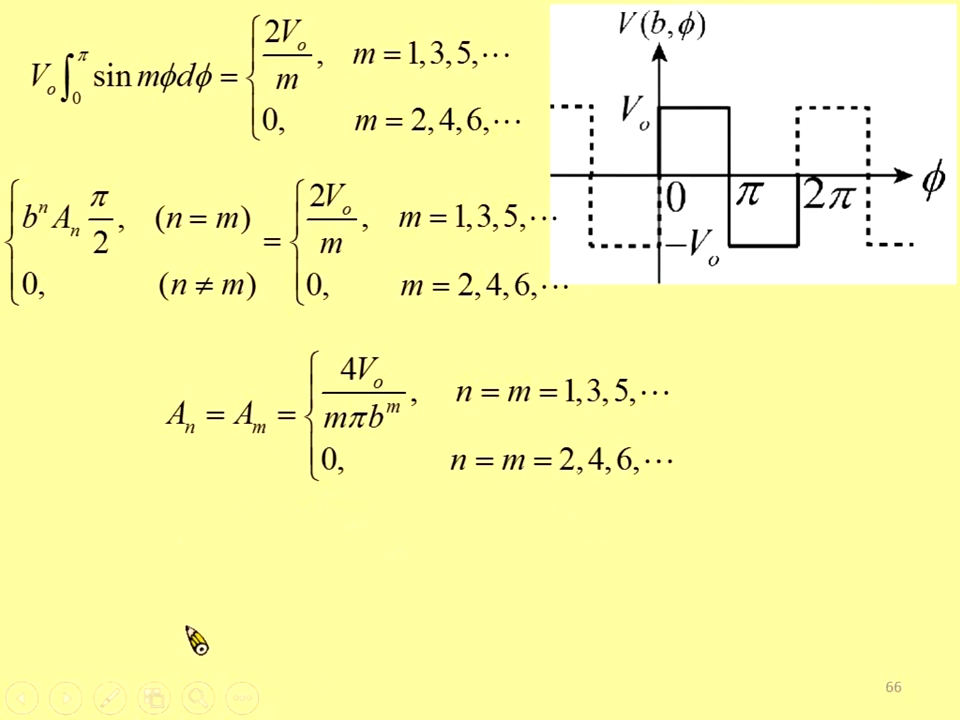 V_o ∫_0^π sin mϕdϕ = { 2V_o/m, m = 1,3,5,⋯
0, m = 2,4,6,⋯
{ b^n A_n π/2, (n = m) = { 2V_o/m, m = 1,3,5,⋯
0, (n ≠ m) 0, m = 2,4,6,⋯
A_n = A_m = { 4V_o/(mπb^m), n = m = 1,3,5,⋯
0, n = m = 2,4,6,⋯
V(b,ϕ)
V_o
0 π 2π ϕ
−V_o
66